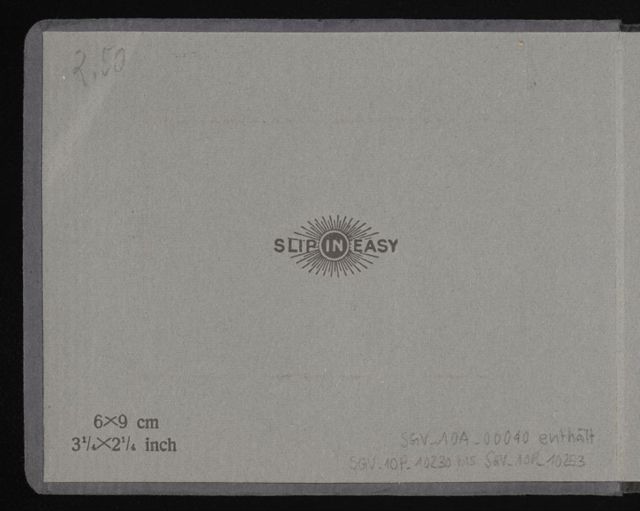 2,50
SLIP IN EASY
6×9 cm
3¹/₄×2¹/₄ inch
SGV_10A_00040 enthält
SGV_10P_10230 bis SGV_10P_10253